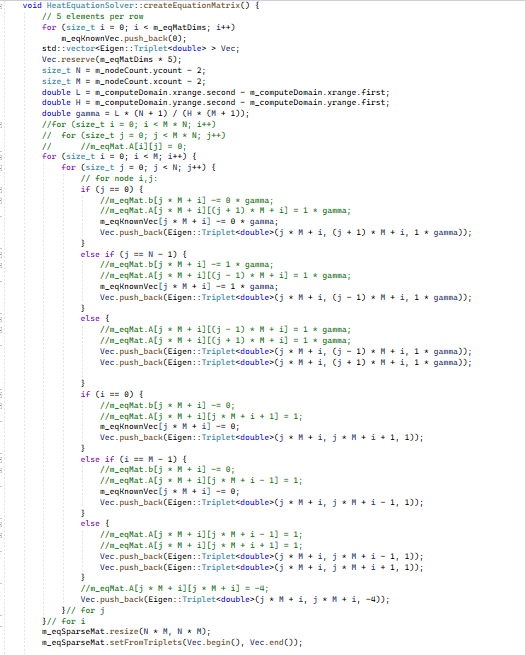 void HeatEquationSolver::createEquationMatrix() {
// 5 elements per row
for (size_t i = 0; i < m_eqMatDims; i++)
m_eqKnownVec.push_back(0);
std::vector<Eigen::Triplet<double> > Vec;
Vec.reserve(m_eqMatDims * 5);
size_t N = m_nodeCount.ycount - 2;
size_t M = m_nodeCount.xcount - 2;
double L = m_computeDomain.xrange.second - m_computeDomain.xrange.first;
double H = m_computeDomain.yrange.second - m_computeDomain.yrange.first;
double gamma = L * (N + 1) / (H * (M + 1));
//for (size_t i = 0; i < M * N; i++)
//  for (size_t j = 0; j < M * N; j++)
//      //m_eqMat.A[i][j] = 0;
for (size_t i = 0; i < M; i++) {
for (size_t j = 0; j < N; j++) {
// for node i,j:
if (j == 0) {
//m_eqMat.b[j * M + i] -= 0 * gamma;
//m_eqMat.A[j * M + i][(j + 1) * M + i] = 1 * gamma;
m_eqKnownVec[j * M + i] -= 0 * gamma;
Vec.push_back(Eigen::Triplet<double>(j * M + i, (j + 1) * M + i, 1 * gamma));
}
else if (j == N - 1) {
//m_eqMat.b[j * M + i] -= 1 * gamma;
//m_eqMat.A[j * M + i][(j - 1) * M + i] = 1 * gamma;
m_eqKnownVec[j * M + i] -= 1 * gamma;
Vec.push_back(Eigen::Triplet<double>(j * M + i, (j - 1) * M + i, 1 * gamma));
}
else {
//m_eqMat.A[j * M + i][(j - 1) * M + i] = 1 * gamma;
//m_eqMat.A[j * M + i][(j + 1) * M + i] = 1 * gamma;
Vec.push_back(Eigen::Triplet<double>(j * M + i, (j - 1) * M + i, 1 * gamma));
Vec.push_back(Eigen::Triplet<double>(j * M + i, (j + 1) * M + i, 1 * gamma));
}
if (i == 0) {
//m_eqMat.b[j * M + i] -= 0;
//m_eqMat.A[j * M + i][j * M + i + 1] = 1;
m_eqKnownVec[j * M + i] -= 0;
Vec.push_back(Eigen::Triplet<double>(j * M + i, j * M + i + 1, 1));
}
else if (i == M - 1) {
//m_eqMat.b[j * M + i] -= 0;
//m_eqMat.A[j * M + i][j * M + i - 1] = 1;
m_eqKnownVec[j * M + i] -= 0;
Vec.push_back(Eigen::Triplet<double>(j * M + i, j * M + i - 1, 1));
}
else {
//m_eqMat.A[j * M + i][j * M + i - 1] = 1;
//m_eqMat.A[j * M + i][j * M + i + 1] = 1;
Vec.push_back(Eigen::Triplet<double>(j * M + i, j * M + i - 1, 1));
Vec.push_back(Eigen::Triplet<double>(j * M + i, j * M + i + 1, 1));
}
//m_eqMat.A[j * M + i][j * M + i] = -4;
Vec.push_back(Eigen::Triplet<double>(j * M + i, j * M + i, -4));
}// for j
}// for i
m_eqSparseMat.resize(N * M, N * M);
m_eqSparseMat.setFromTriplets(Vec.begin(), Vec.end());